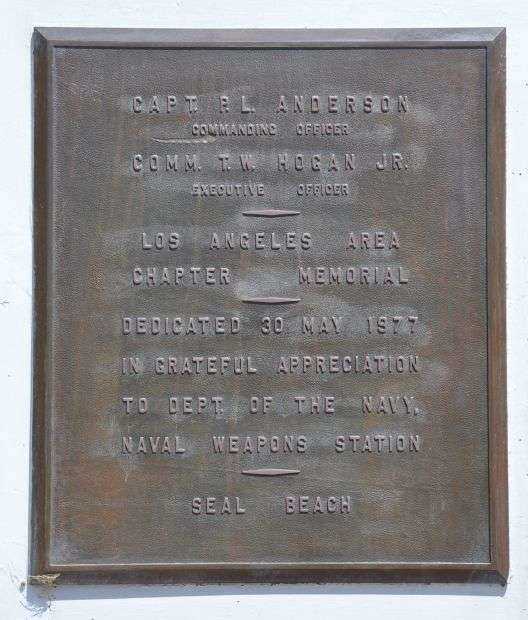 CAPT. P.L. ANDERSON
COMMANDING OFFICER
COMM. T.W. HOGAN JR.
EXECUTIVE OFFICER
LOS ANGELES AREA
CHAPTER MEMORIAL
DEDICATED 30 MAY 1977
IN GRATEFUL APPRECIATION
TO DEPT. OF THE NAVY,
NAVAL WEAPONS STATION
SEAL BEACH